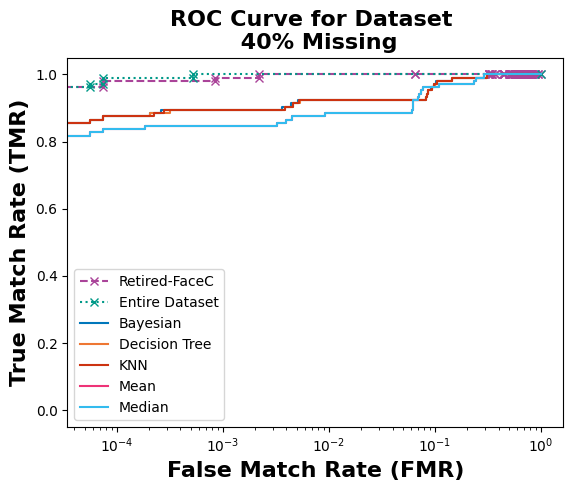 ROC Curve for Dataset
40% Missing
True Match Rate (TMR)
1.0
0.8
0.6
0.4
0.2
0.0
Retired-FaceC
Entire Dataset
Bayesian
Decision Tree
KNN
Mean
Median
10⁻⁴
10⁻³
10⁻²
10⁻¹
10⁰
False Match Rate (FMR)